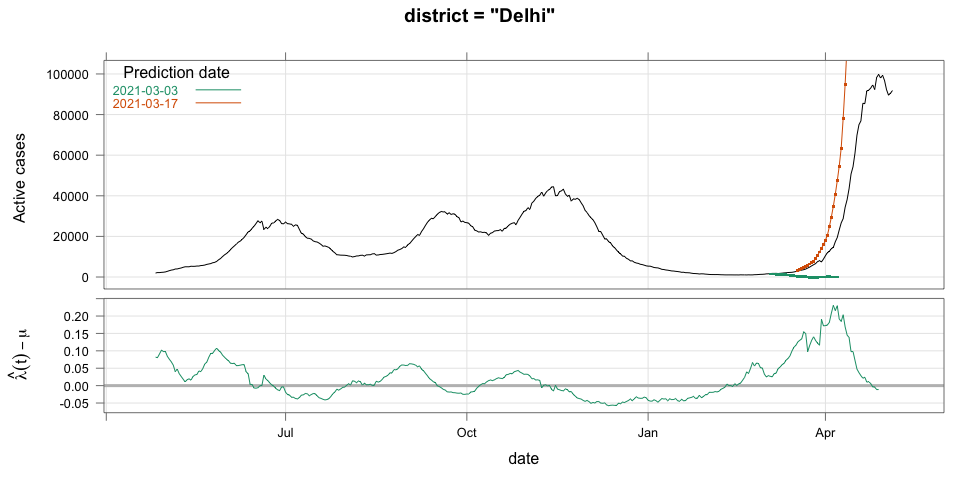 district = "Delhi"
Prediction date
2021-03-03
2021-03-17
Active cases
100000
80000
60000
40000
20000
0
λ̂(t) − μ
0.20
0.15
0.10
0.05
0.00
-0.05
Jul
Oct
Jan
Apr
date